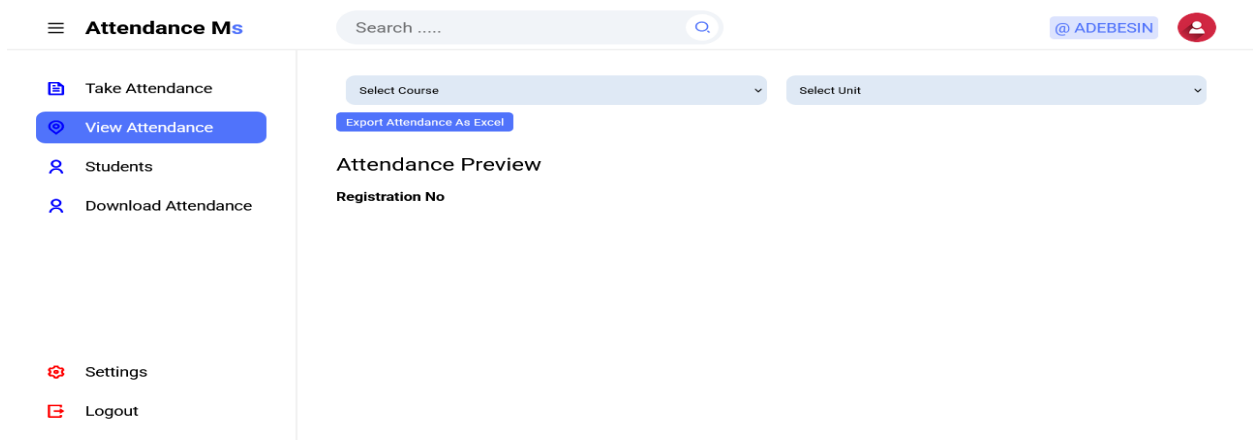 Attendance Ms
Search .....
@ ADEBESIN
Take Attendance
View Attendance
Students
Download Attendance
Settings
Logout
Select Course
Select Unit
Export Attendance As Excel
Attendance Preview
Registration No